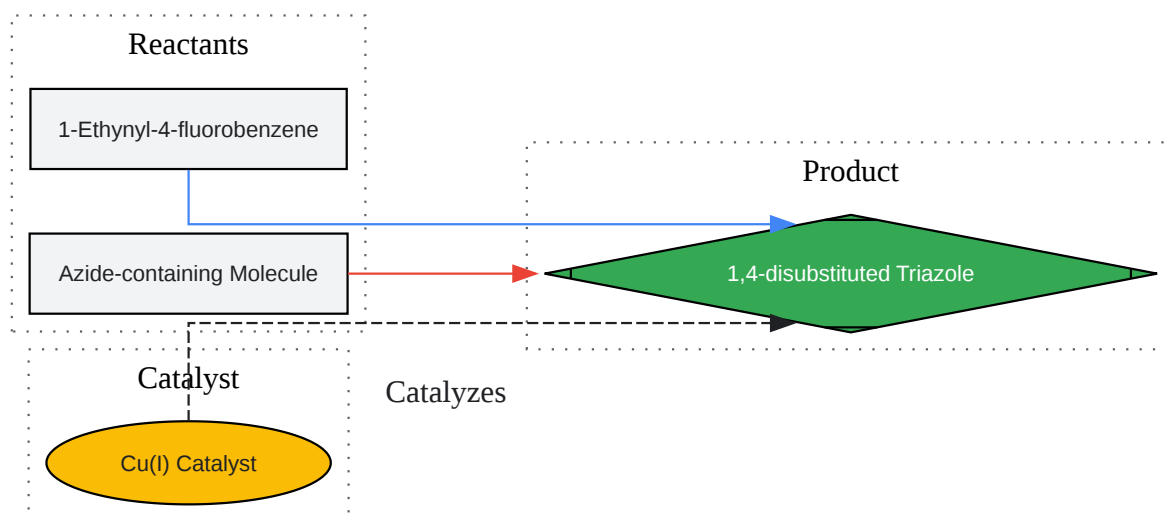 Reactants
1-Ethynyl-4-fluorobenzene
Azide-containing Molecule
Product
1,4-disubstituted Triazole
Catalyst
Catalyzes
Cu(I) Catalyst